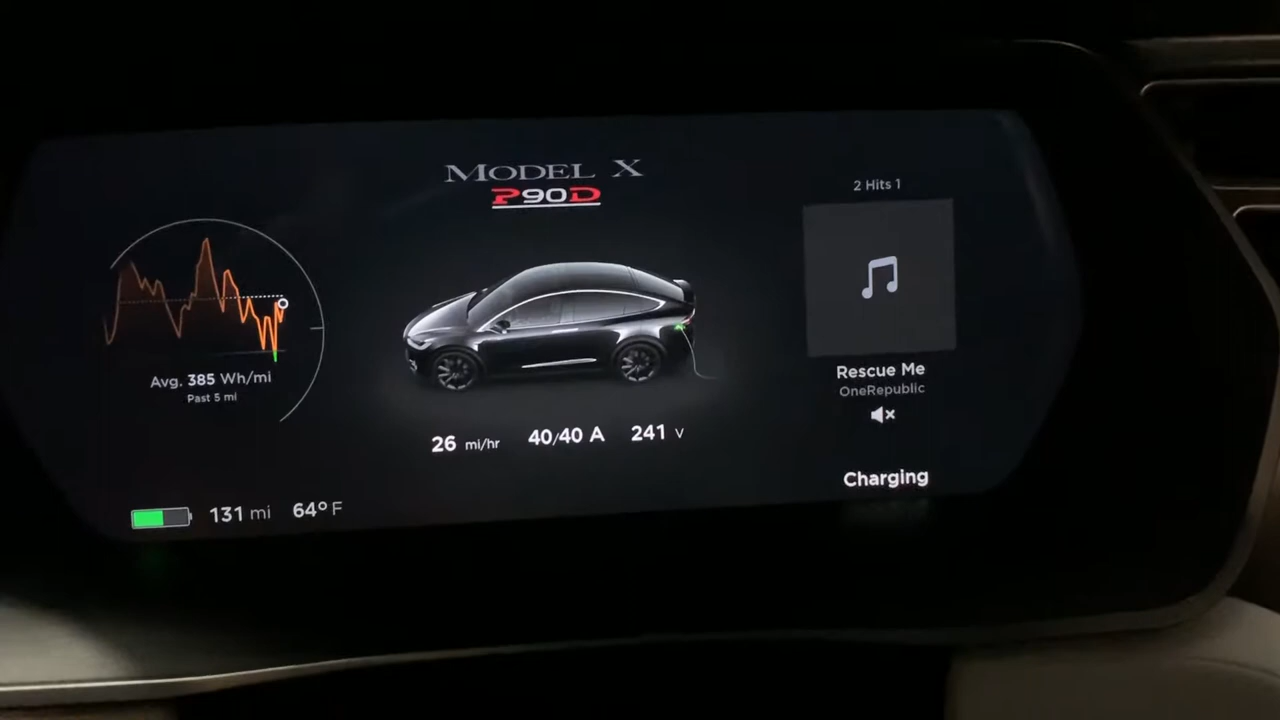 MODEL X
P90D
2 Hits 1
Avg. 385 Wh/mi
Past 5 mi
Rescue Me
OneRepublic
26 mi/hr 40/40 A 241 V
Charging
131 mi 64° F